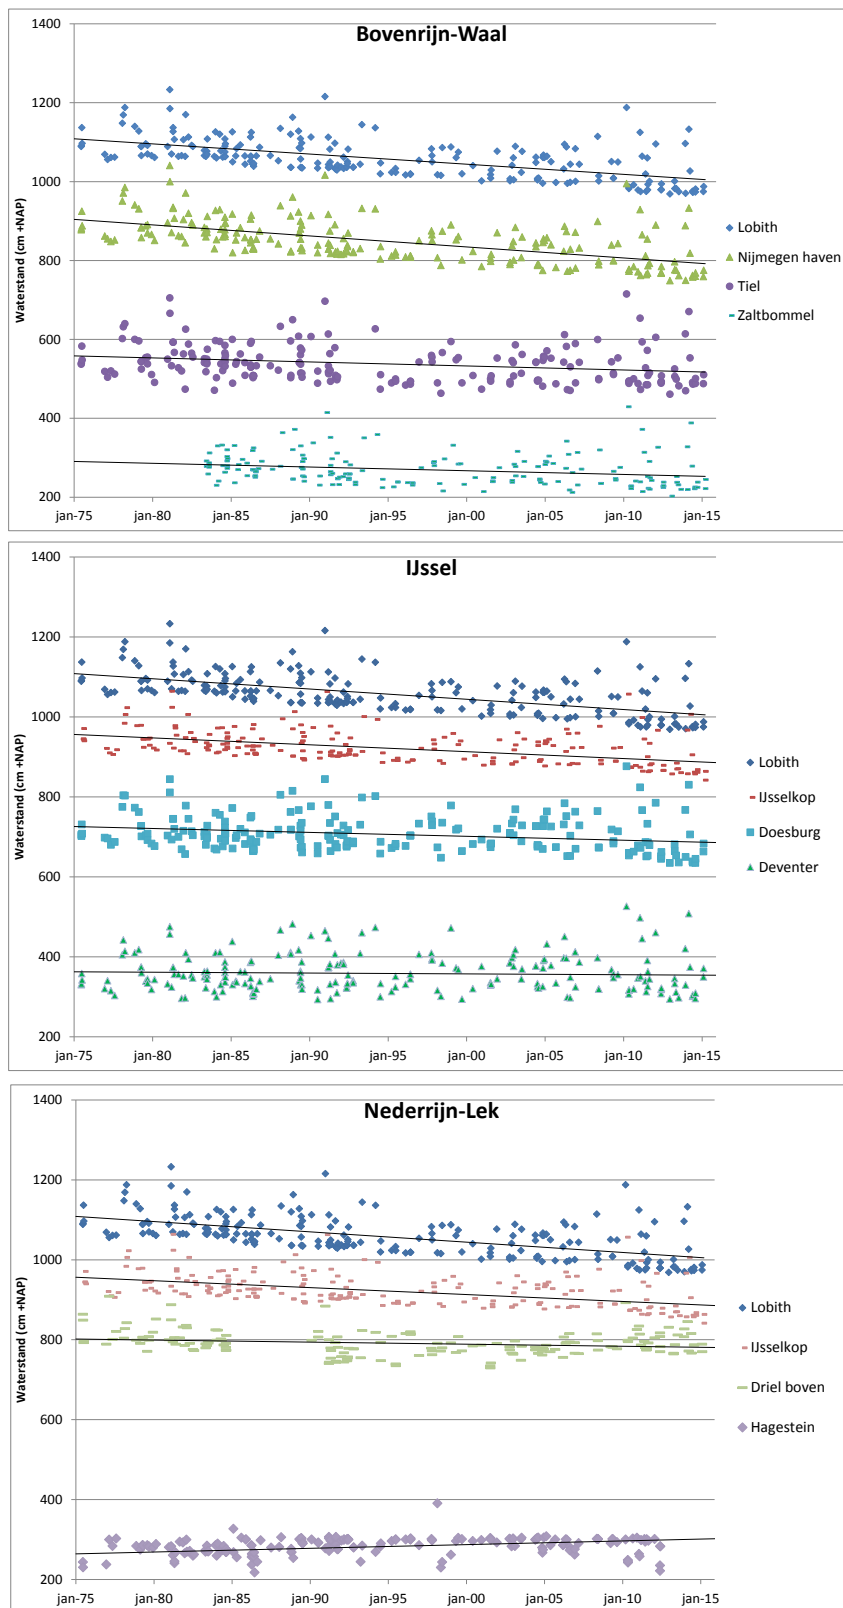 Bovenrijn-Waal
Waterstand (cm +NAP)
1400
1200
1000
800
600
400
200
jan-75 jan-80 jan-85 jan-90 jan-95 jan-00 jan-05 jan-10 jan-15
Lobith
Nijmegen haven
Tiel
Zaltbommel
IJssel
Waterstand (cm +NAP)
1400
1200
1000
800
600
400
200
jan-75 jan-80 jan-85 jan-90 jan-95 jan-00 jan-05 jan-10 jan-15
Lobith
IJsselkop
Doesburg
Deventer
Nederrijn-Lek
Waterstand (cm +NAP)
1400
1200
1000
800
600
400
200
jan-75 jan-80 jan-85 jan-90 jan-95 jan-00 jan-05 jan-10 jan-15
Lobith
IJsselkop
Driel boven
Hagestein